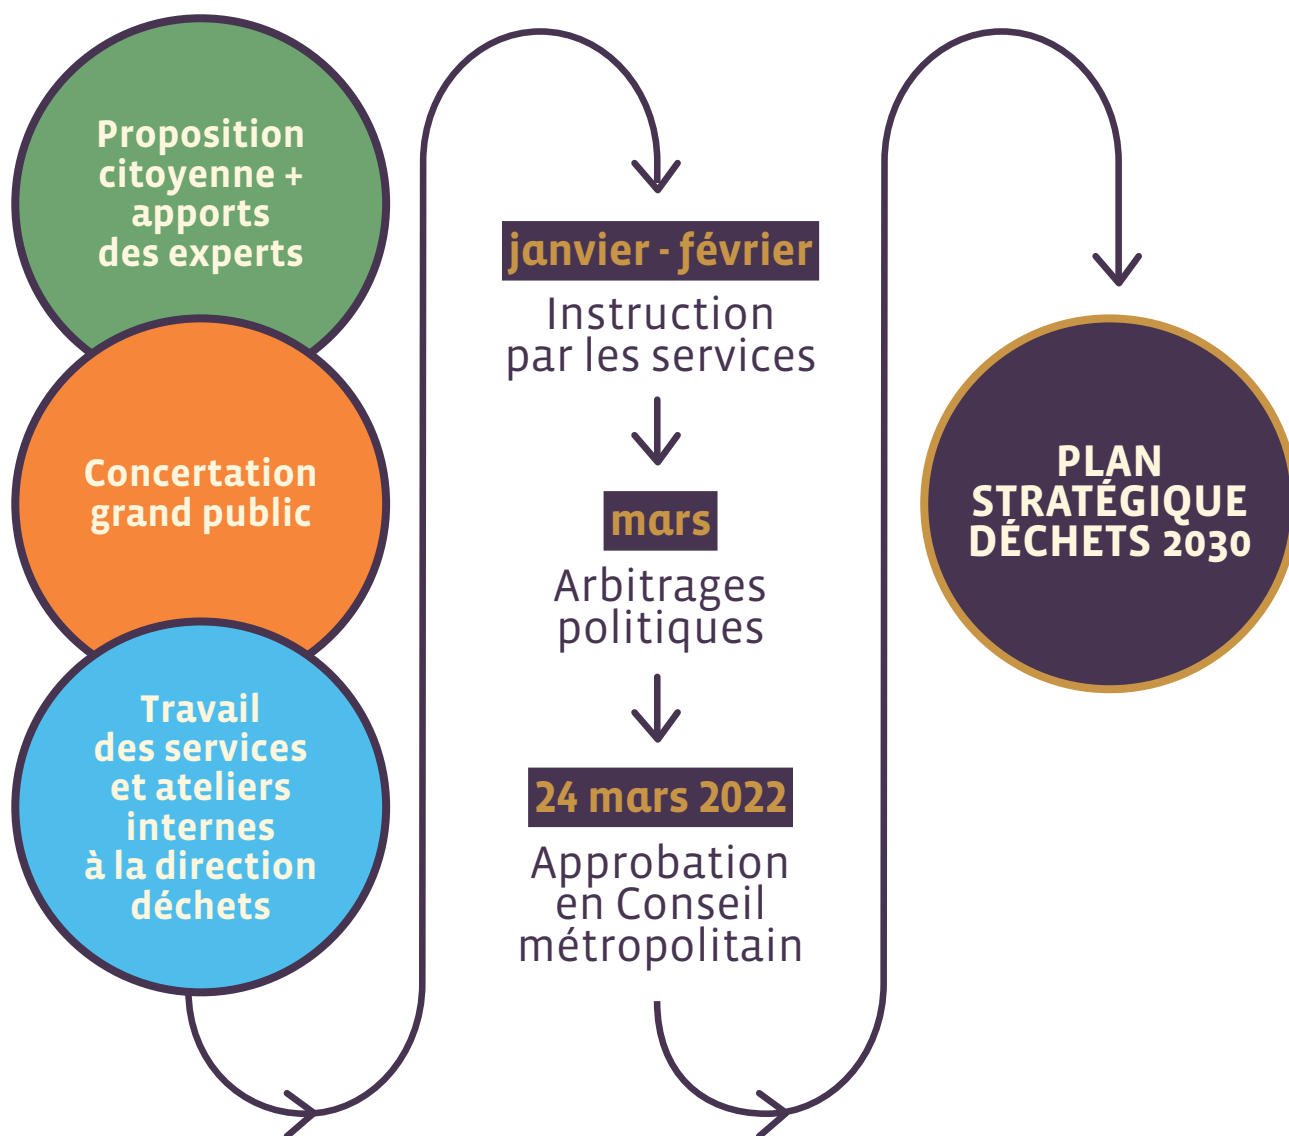 Proposition
citoyenne +
apports
des experts
Concertation
grand public
Travail
des services
et ateliers
internes
à la direction
déchets
janvier - février
Instruction
par les services
mars
Arbitrages
politiques
24 mars 2022
Approbation
en Conseil
métropolitain
PLAN
STRATÉGIQUE
DÉCHETS 2030